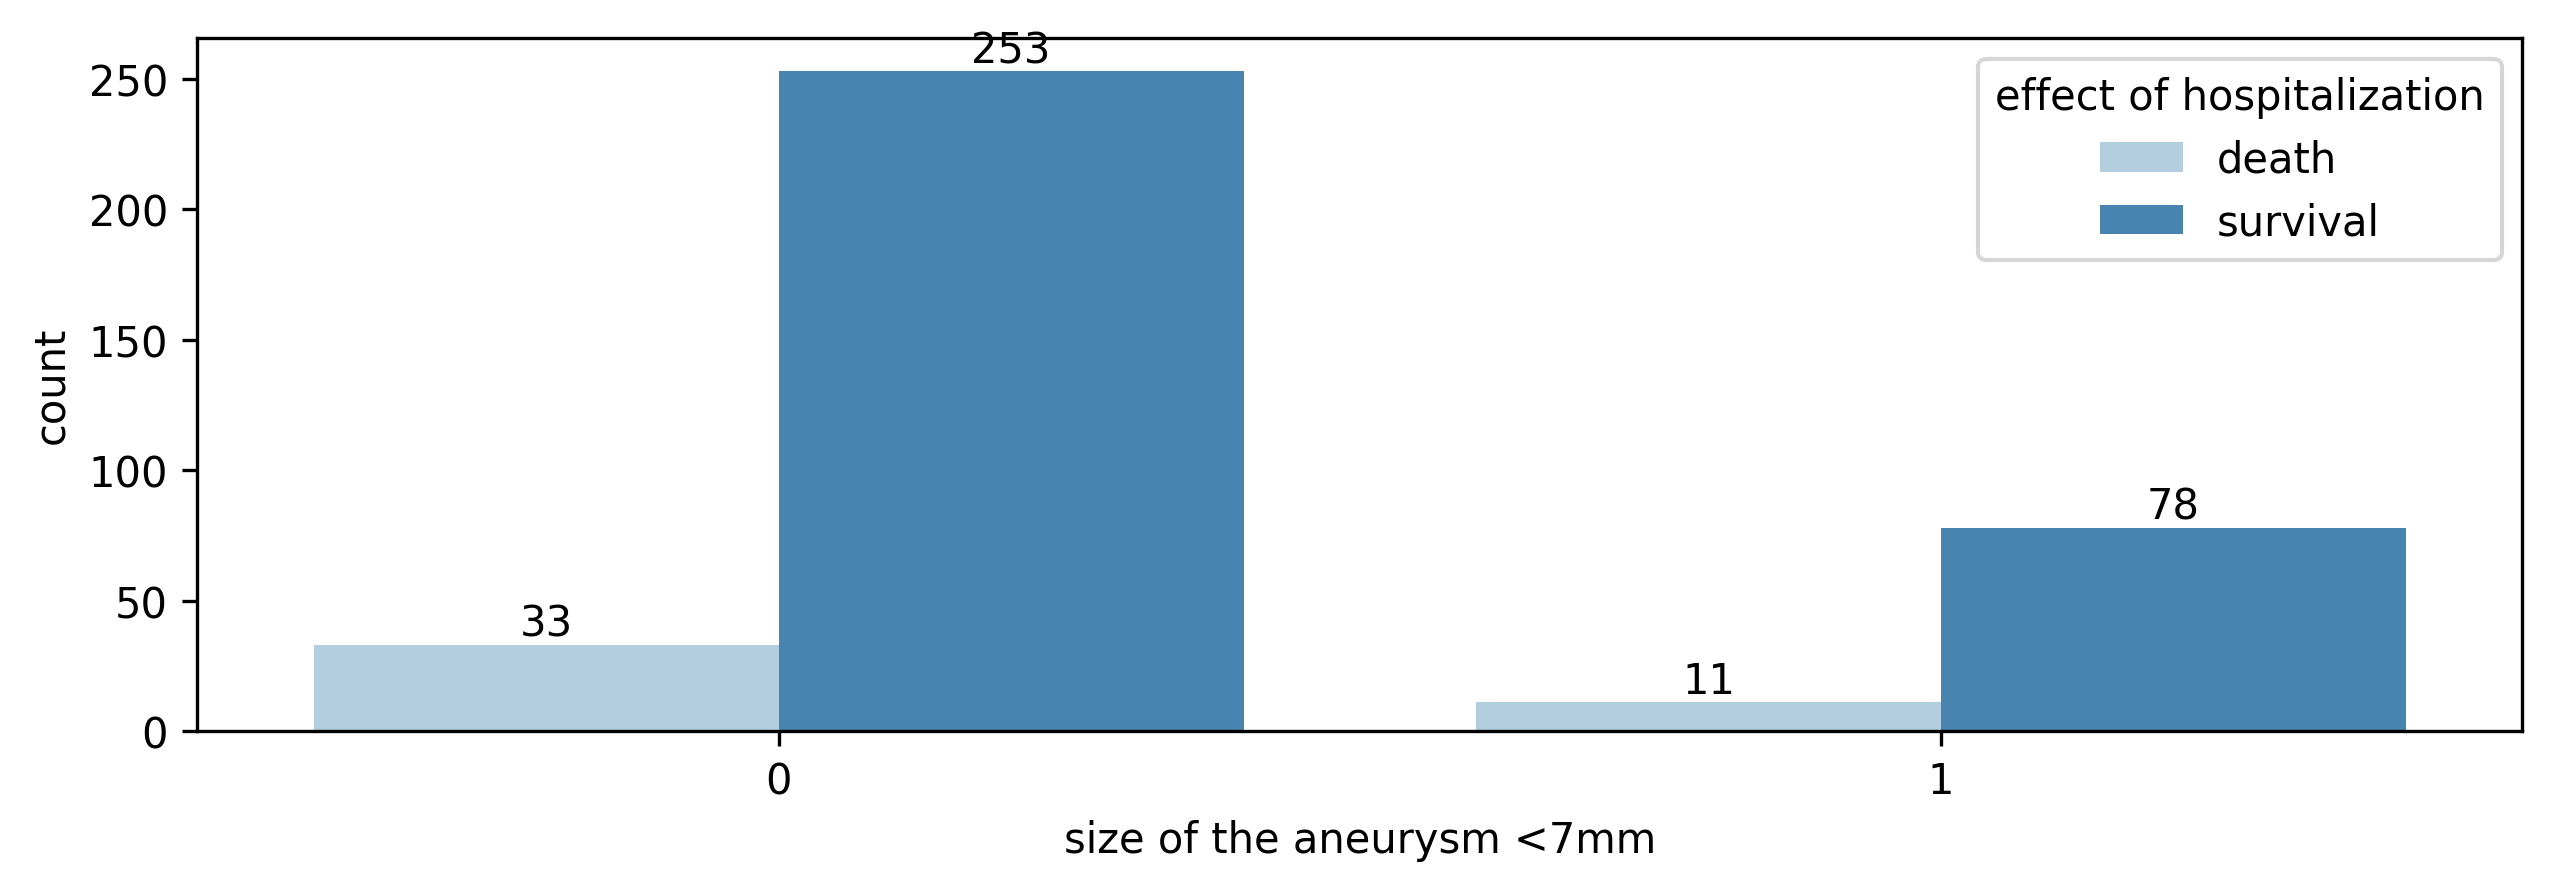 253
250
effect of hospitalization
death
200
survival
150
count
100
78
50
33
11
0
0
1
size of the aneurysm <7mm